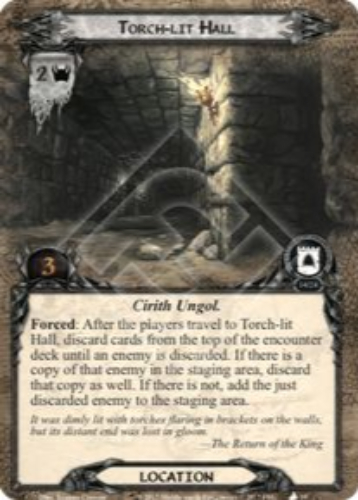 TORCH-LIT HALL
2
3
Cirith Ungol.
Forced: After the players travel to Torch-lit
Hall, discard cards from the top of the encounter
deck until an enemy is discarded. If there is a
copy of that enemy in the staging area, discard
that copy as well. If there is not, add the just
discarded enemy to the staging area.
It was dimly lit with torches flaring in brackets on the walls,
but its distant end was lost in gloom.
—The Return of the King
LOCATION